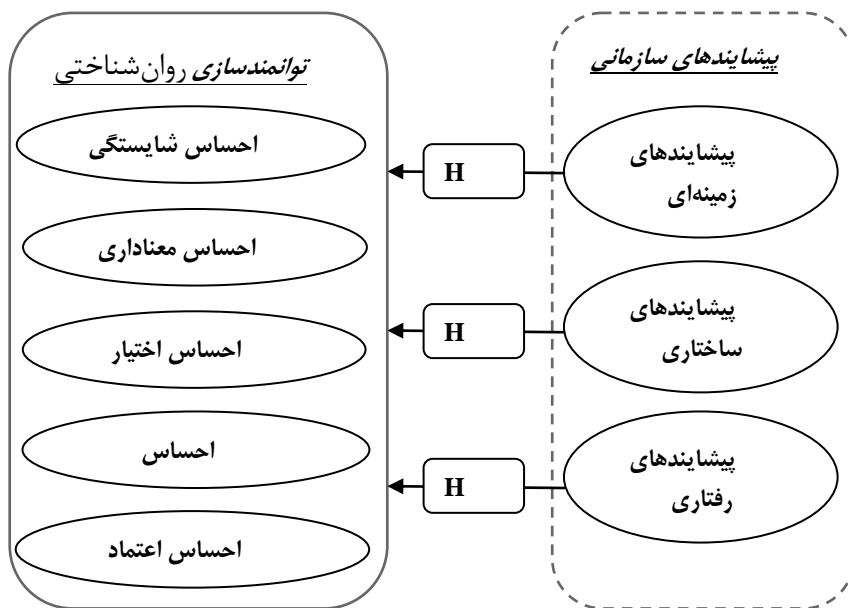 پیشایندهای سازمانی
پیشایندهای
زمینه‌ای
پیشایندهای
ساختاری
پیشایندهای
رفتاری
H
H
H
توانمندسازی روان‌شناختی
احساس شایستگی
احساس معناداری
احساس اختیار
احساس
احساس اعتماد